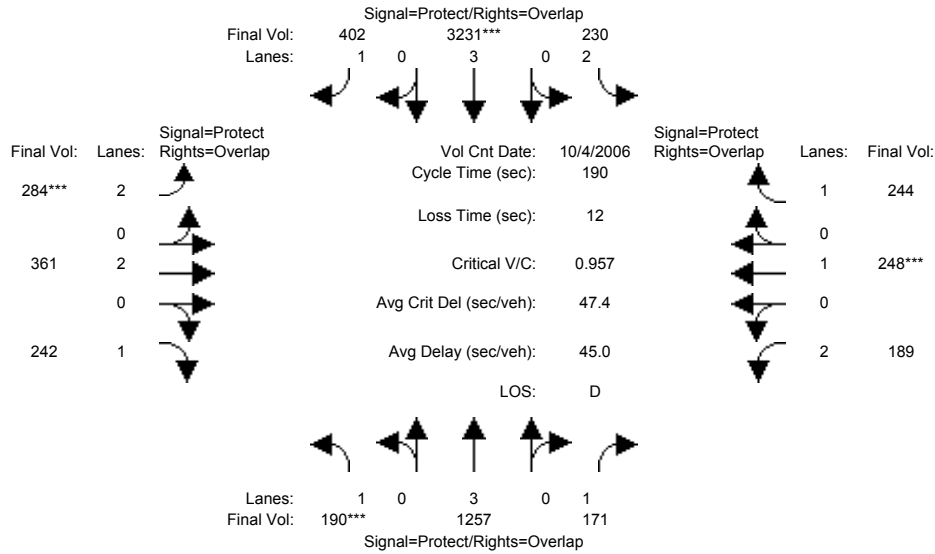 Signal=Protect/Rights=Overlap
Final Vol: 402 3231*** 230
Lanes: 1 0 3 0 2
Signal=Protect
Final Vol: Lanes: Rights=Overlap
Vol Cnt Date: 10/4/2006
Signal=Protect
Rights=Overlap Lanes: Final Vol:
Cycle Time (sec): 190
284*** 2
1 244
Loss Time (sec): 12
0
0
361 2
Critical V/C: 0.957
1 248***
0
Avg Crit Del (sec/veh): 47.4
0
242 1
Avg Delay (sec/veh): 45.0
2 189
LOS: D
Lanes: 1 0 3 0 1
Final Vol: 190*** 1257 171
Signal=Protect/Rights=Overlap